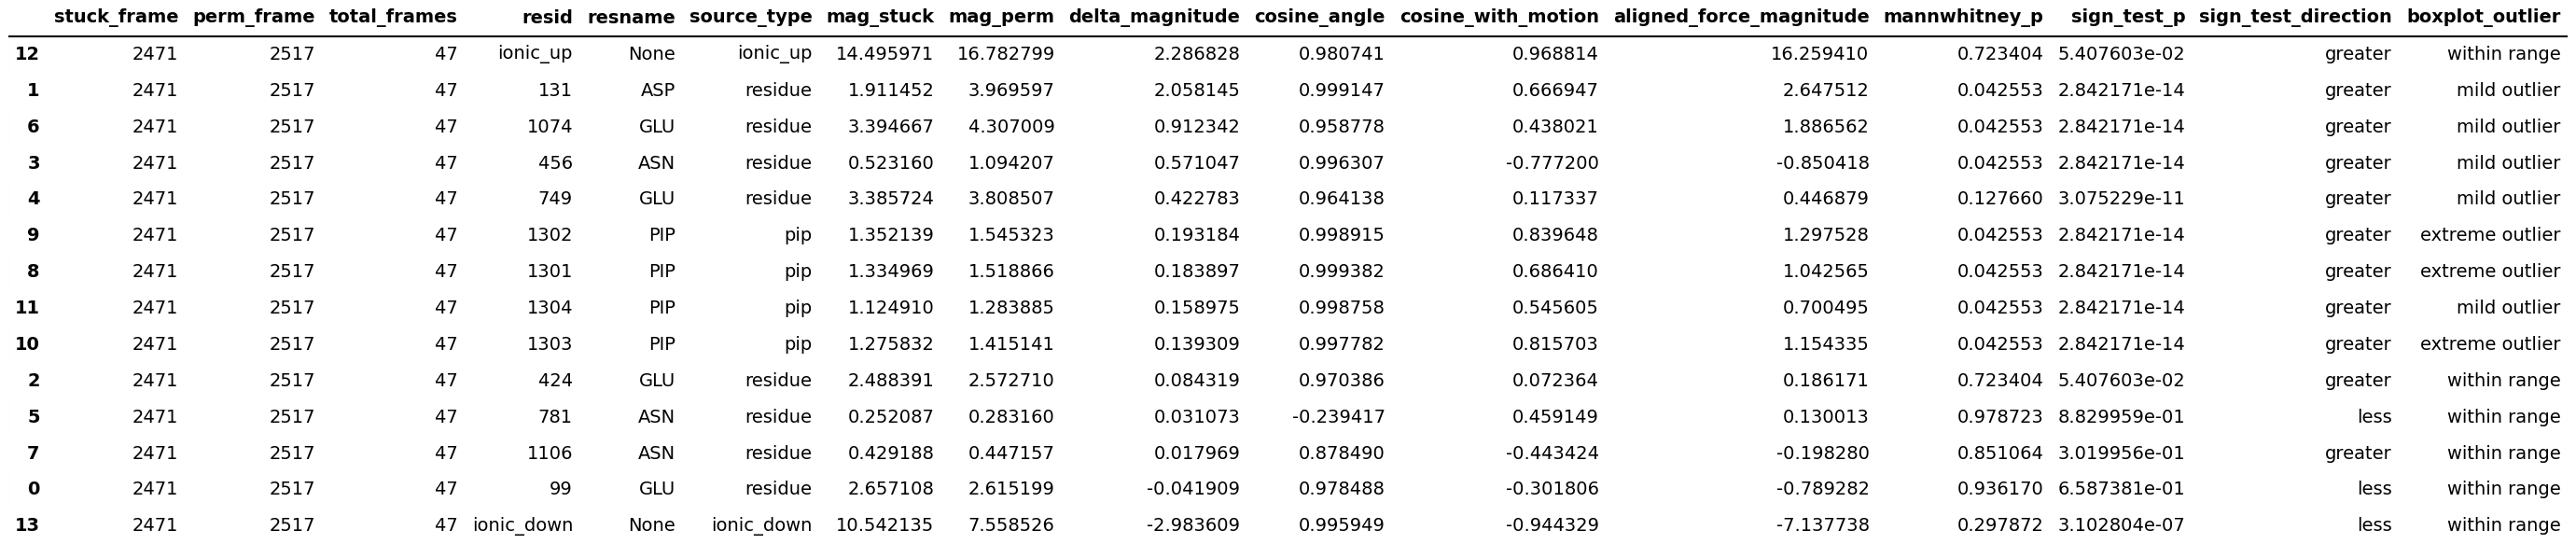 stuck_frame perm_frame total_frames resid resname source_type mag_stuck mag_perm delta_magnitude cosine_angle cosine_with_motion aligned_force_magnitude mannwhitney_p sign_test_p sign_test_direction boxplot_outlier
12 2471 2517 47 ionic_up None ionic_up 14.495971 16.782799 2.286828 0.980741 0.968814 16.259410 0.723404 5.407603e-02 greater within range
1 2471 2517 47 131 ASP residue 1.911452 3.969597 2.058145 0.999147 0.666947 2.647512 0.042553 2.842171e-14 greater mild outlier
6 2471 2517 47 1074 GLU residue 3.394667 4.307009 0.912342 0.958778 0.438021 1.886562 0.042553 2.842171e-14 greater mild outlier
3 2471 2517 47 456 ASN residue 0.523160 1.094207 0.571047 0.996307 -0.777200 -0.850418 0.042553 2.842171e-14 greater mild outlier
4 2471 2517 47 749 GLU residue 3.385724 3.808507 0.422783 0.964138 0.117337 0.446879 0.127660 3.075229e-11 greater mild outlier
9 2471 2517 47 1302 PIP pip 1.352139 1.545323 0.193184 0.998915 0.839648 1.297528 0.042553 2.842171e-14 greater extreme outlier
8 2471 2517 47 1301 PIP pip 1.334969 1.518866 0.183897 0.999382 0.686410 1.042565 0.042553 2.842171e-14 greater extreme outlier
11 2471 2517 47 1304 PIP pip 1.124910 1.283885 0.158975 0.998758 0.545605 0.700495 0.042553 2.842171e-14 greater mild outlier
10 2471 2517 47 1303 PIP pip 1.275832 1.415141 0.139309 0.997782 0.815703 1.154335 0.042553 2.842171e-14 greater extreme outlier
2 2471 2517 47 424 GLU residue 2.488391 2.572710 0.084319 0.970386 0.072364 0.186171 0.723404 5.407603e-02 greater within range
5 2471 2517 47 781 ASN residue 0.252087 0.283160 0.031073 -0.239417 0.459149 0.130013 0.978723 8.829959e-01 less within range
7 2471 2517 47 1106 ASN residue 0.429188 0.447157 0.017969 0.878490 -0.443424 -0.198280 0.851064 3.019956e-01 greater within range
0 2471 2517 47 99 GLU residue 2.657108 2.615199 -0.041909 0.978488 -0.301806 -0.789282 0.936170 6.587381e-01 less within range
13 2471 2517 47 ionic_down None ionic_down 10.542135 7.558526 -2.983609 0.995949 -0.944329 -7.137738 0.297872 3.102804e-07 less within range